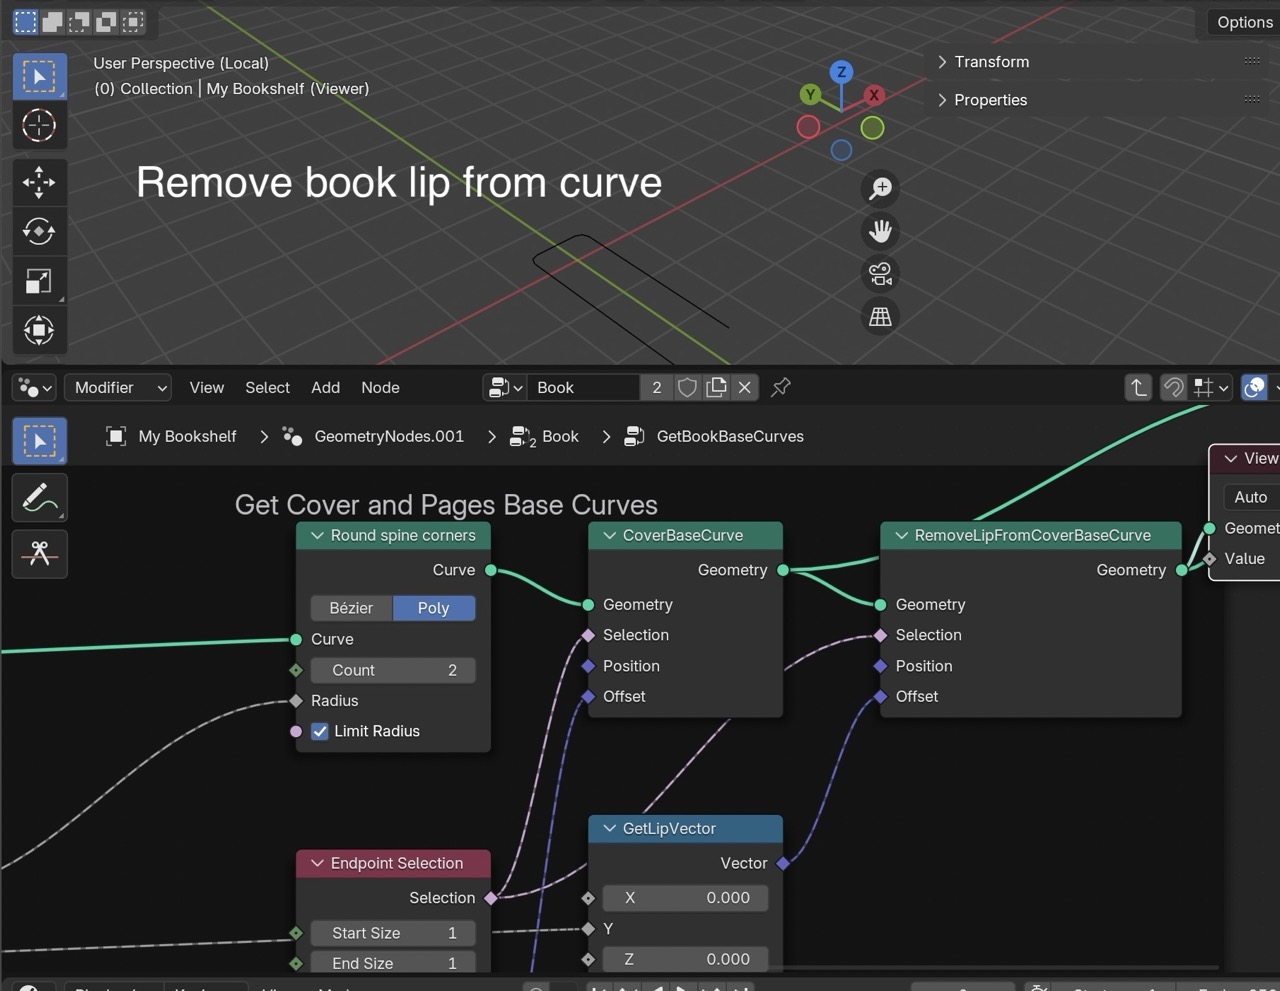 Options
User Perspective (Local)
(0) Collection | My Bookshelf (Viewer)
Z
Y
X
Transform
Properties
Remove book lip from curve
Modifier
View
Select
Add
Node
Book
2
My Bookshelf
GeometryNodes.001
2 Book
GetBookBaseCurves
Get Cover and Pages Base Curves
View
Auto
Geomet
Value
Round spine corners
Curve
Bézier
Poly
Curve
Count 2
Radius
Limit Radius
CoverBaseCurve
Geometry
Geometry
Selection
Position
Offset
RemoveLipFromCoverBaseCurve
Geometry
Geometry
Selection
Position
Offset
Endpoint Selection
Selection
Start Size 1
End Size 1
GetLipVector
Vector
X 0.000
Y
Z 0.000